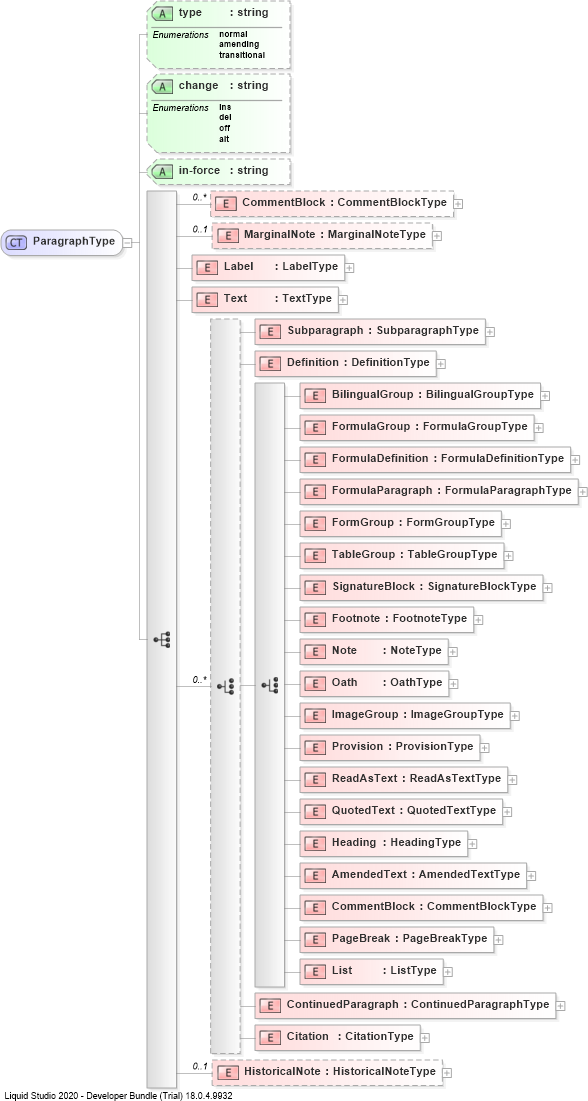 A type : string
Enumerations normal
amending
transitional
A change : string
Enumerations ins
del
off
alt
A in-force : string
0..* E CommentBlock : CommentBlockType
CT ParagraphType
0..1 E MarginalNote : MarginalNoteType
E Label : LabelType
E Text : TextType
E Subparagraph : SubparagraphType
E Definition : DefinitionType
E BilingualGroup : BilingualGroupType
E FormulaGroup : FormulaGroupType
E FormulaDefinition : FormulaDefinitionType
E FormulaParagraph : FormulaParagraphType
E FormGroup : FormGroupType
E TableGroup : TableGroupType
E SignatureBlock : SignatureBlockType
E Footnote : FootnoteType
E Note : NoteType
0..* E Oath : OathType
E ImageGroup : ImageGroupType
E Provision : ProvisionType
E ReadAsText : ReadAsTextType
E QuotedText : QuotedTextType
E Heading : HeadingType
E AmendedText : AmendedTextType
E CommentBlock : CommentBlockType
E PageBreak : PageBreakType
E List : ListType
E ContinuedParagraph : ContinuedParagraphType
E Citation : CitationType
0..1 E HistoricalNote : HistoricalNoteType
Liquid Studio 2020 - Developer Bundle (Trial) 18.0.4.9932